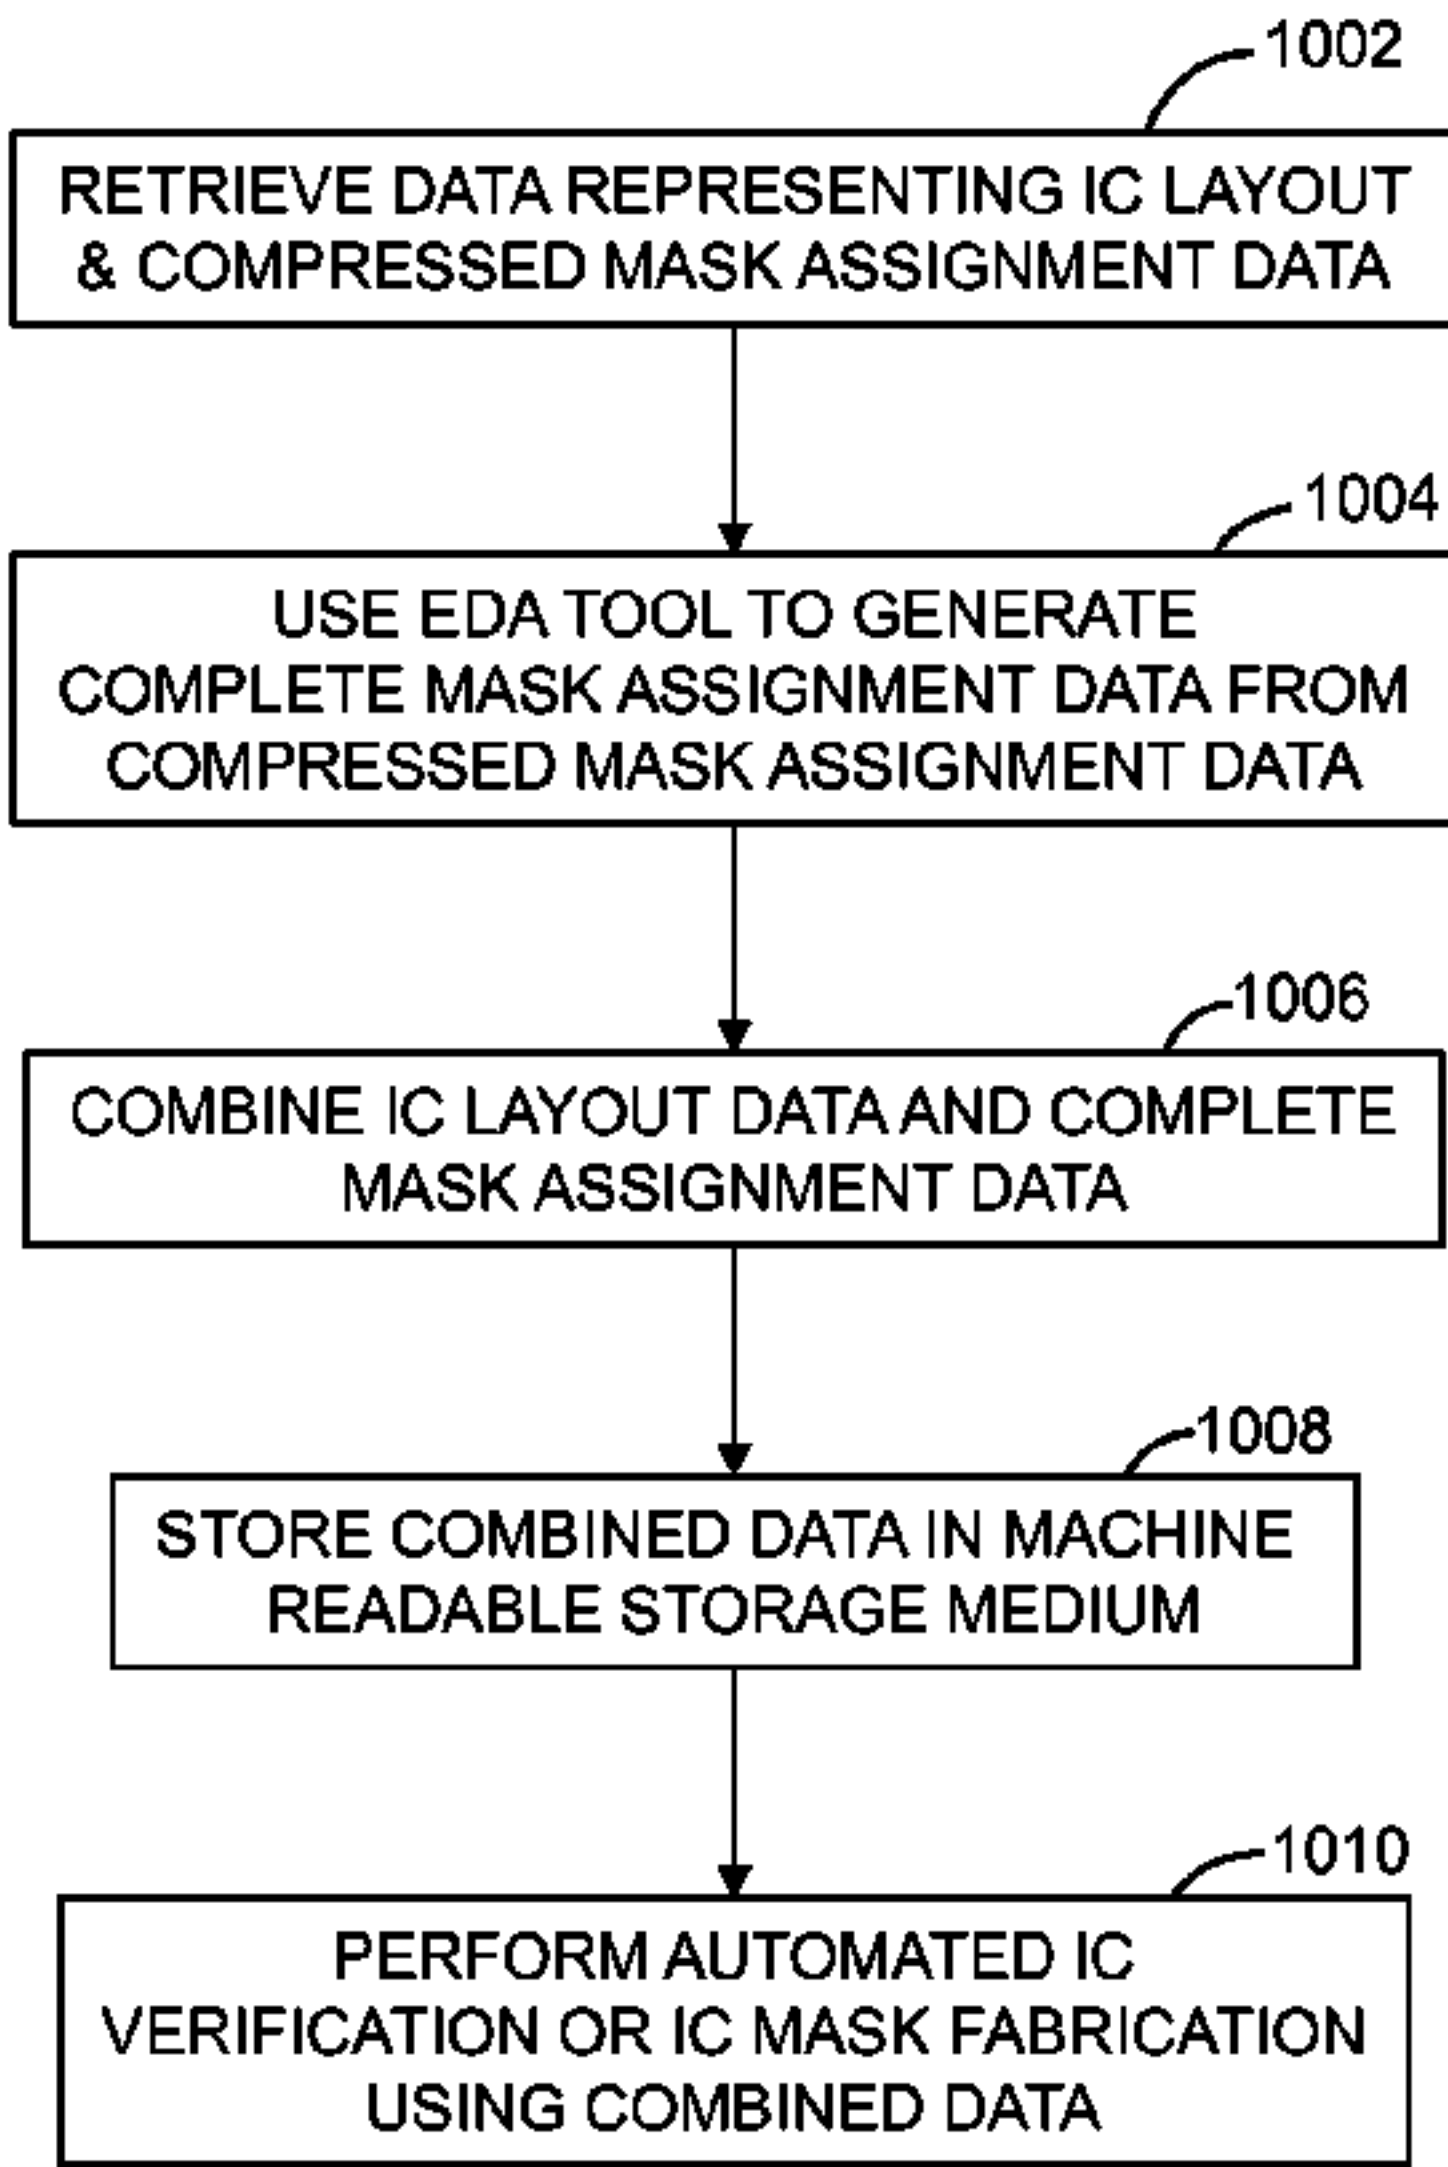 1002
RETRIEVE DATA REPRESENTING IC LAYOUT
& COMPRESSED MASK ASSIGNMENT DATA
1004
USE EDA TOOL TO GENERATE
COMPLETE MASK ASSIGNMENT DATA FROM
COMPRESSED MASK ASSIGNMENT DATA
1006
COMBINE IC LAYOUT DATA AND COMPLETE
MASK ASSIGNMENT DATA
1008
STORE COMBINED DATA IN MACHINE
READABLE STORAGE MEDIUM
1010
PERFORM AUTOMATED IC
VERIFICATION OR IC MASK FABRICATION
USING COMBINED DATA